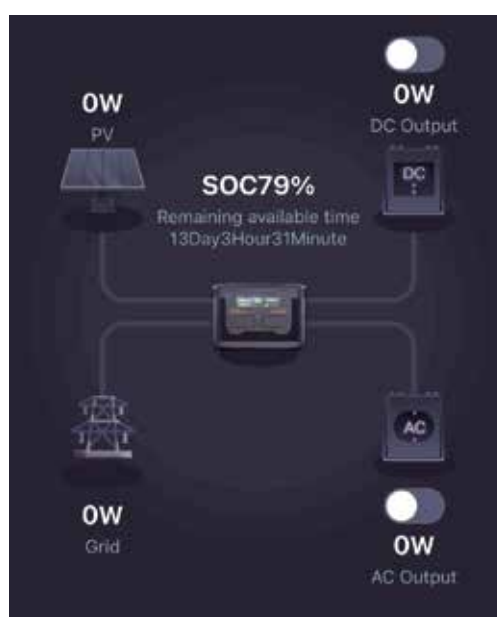 0W
PV
0W
DC Output
DC
SOC79%
Remaining available time
13Day3Hour31Minute
AC
0W
Grid
0W
AC Output